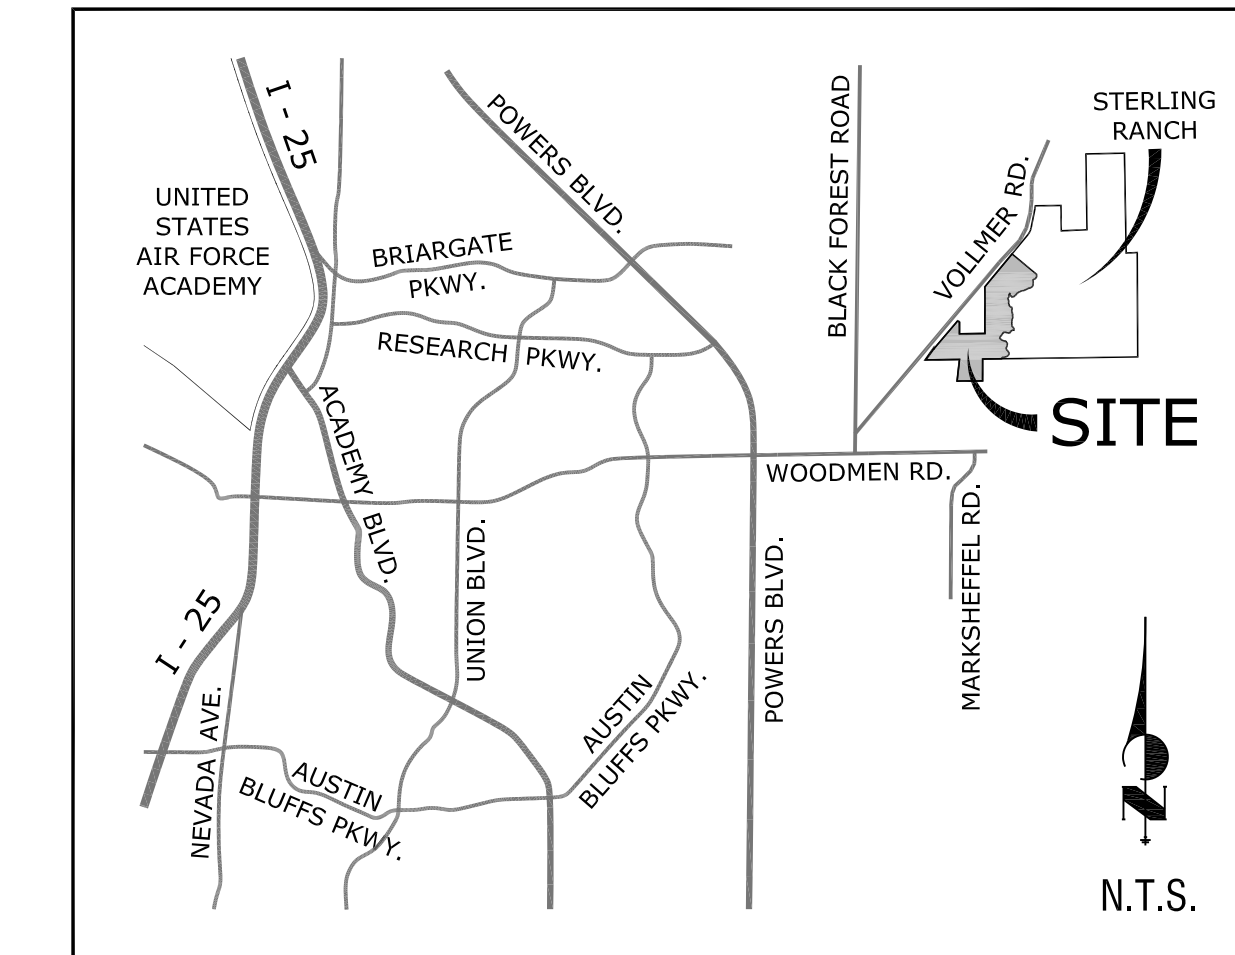 I - 25
POWERS BLVD.
BLACK FOREST ROAD
STERLING
RANCH
VOLLMER RD.
UNITED
STATES
AIR FORCE
ACADEMY
BRIARGATE
PKWY.
RESEARCH PKWY.
SITE
ACADEMY BLVD.
WOODMEN RD.
MARKSHEFFEL RD.
UNION BLVD.
POWERS BLVD.
I - 25
NEVADA AVE.
AUSTIN
BLUFFS PKWY.
AUSTIN
BLUFFS PKWY.
N
N.T.S.